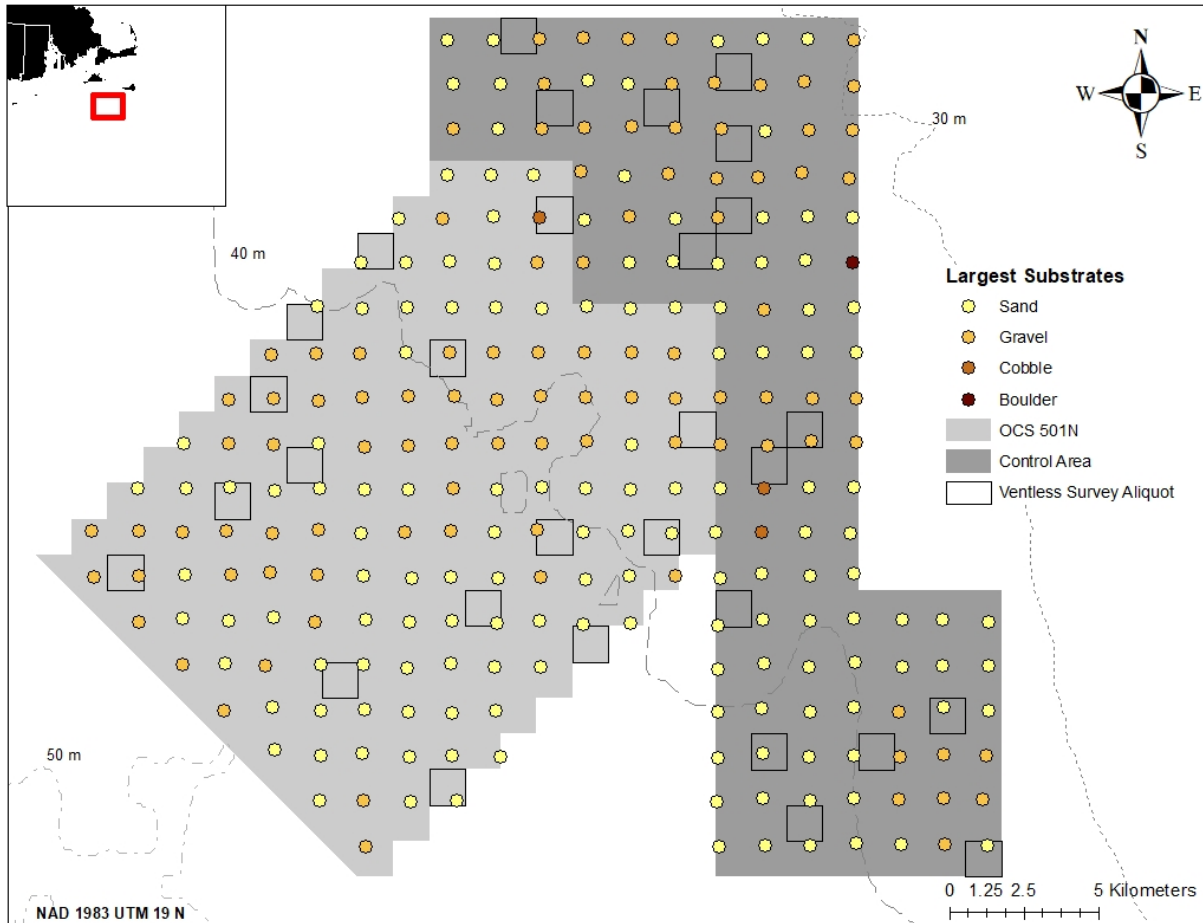 N
W
E
S
30 m
40 m
Largest Substrates
Sand
Gravel
Cobble
Boulder
OCS 501N
Control Area
Ventless Survey Aliquot
50 m
0 1.25 2.5 5 Kilometers
NAD 1983 UTM 19 N